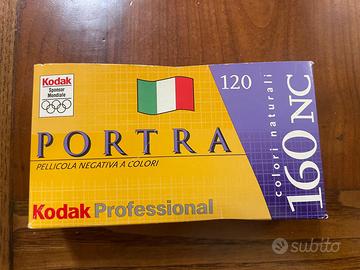 Kodak
Sponsor
Mondiale
120
PORTRA
PELLICOLA NEGATIVA A COLORI
Kodak Professional
colori naturali
160 NC
subito